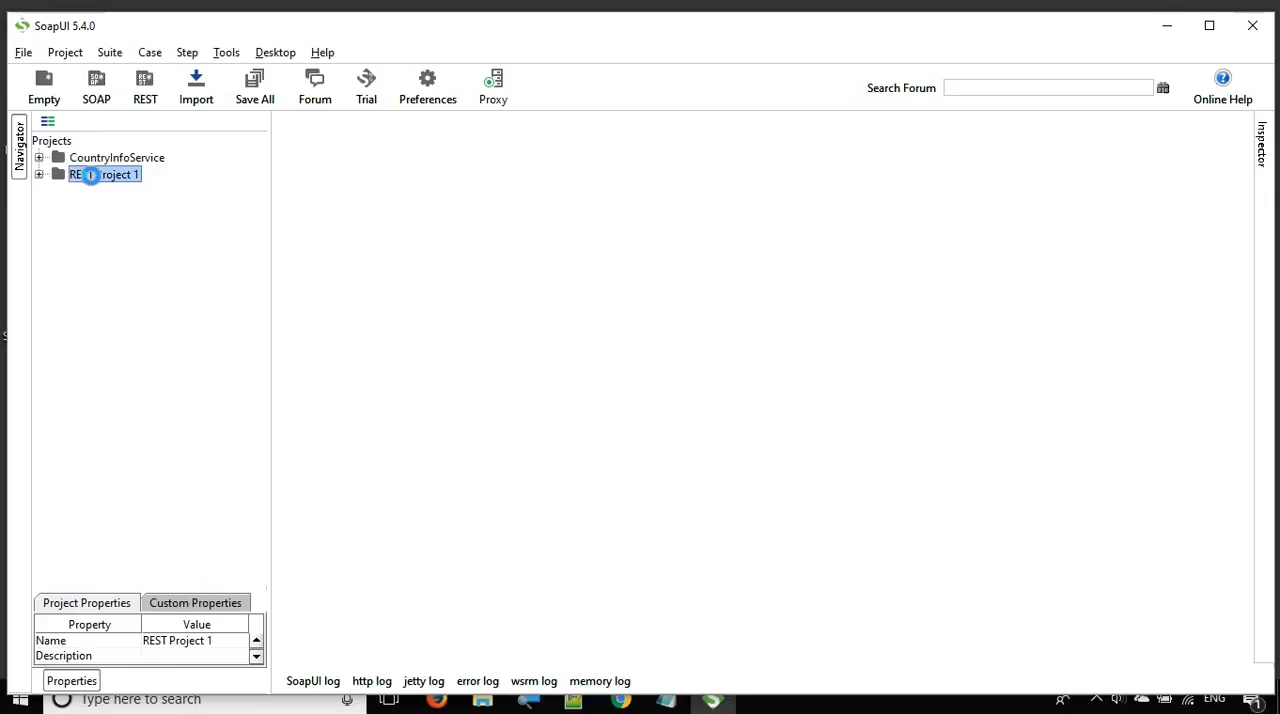 SoapUI 5.4.0
File Project Suite Case Step Tools Desktop Help
Empty SOAP REST Import Save All Forum Trial Preferences Proxy Search Forum Online Help
Navigator
Inspector
Projects
CountryInfoService
REST Project 1
Project Properties Custom Properties
Property Value
Name REST Project 1
Description
Properties SoapUI log http log jetty log error log wsrm log memory log
Type here to search ENG 1